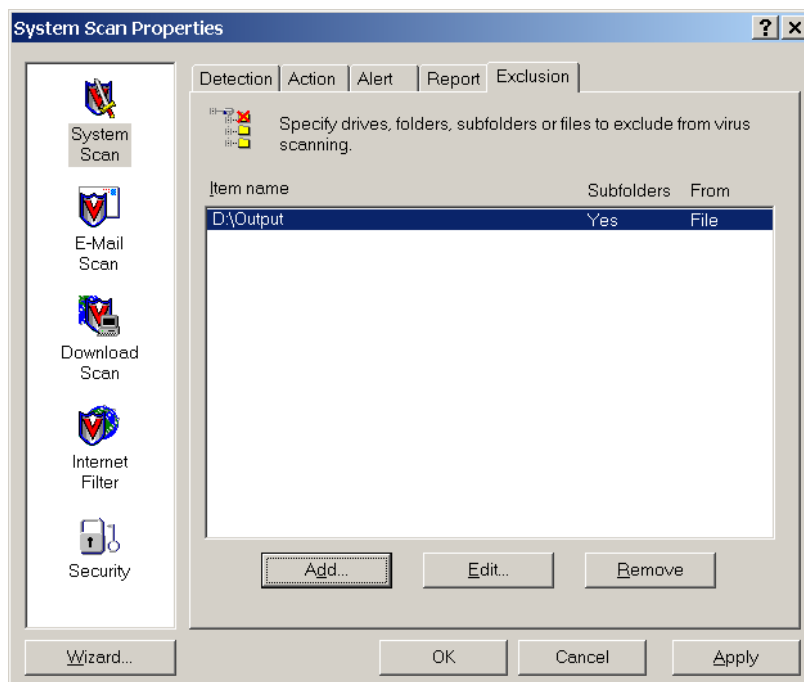 System Scan Properties
Detection Action Alert Report Exclusion
System
Scan
E-Mail
Scan
Download
Scan
Internet
Filter
Security
Specify drives, folders, subfolders or files to exclude from virus
scanning.
Item name Subfolders From
D:\Output Yes File
Add... Edit... Remove
Wizard... OK Cancel Apply